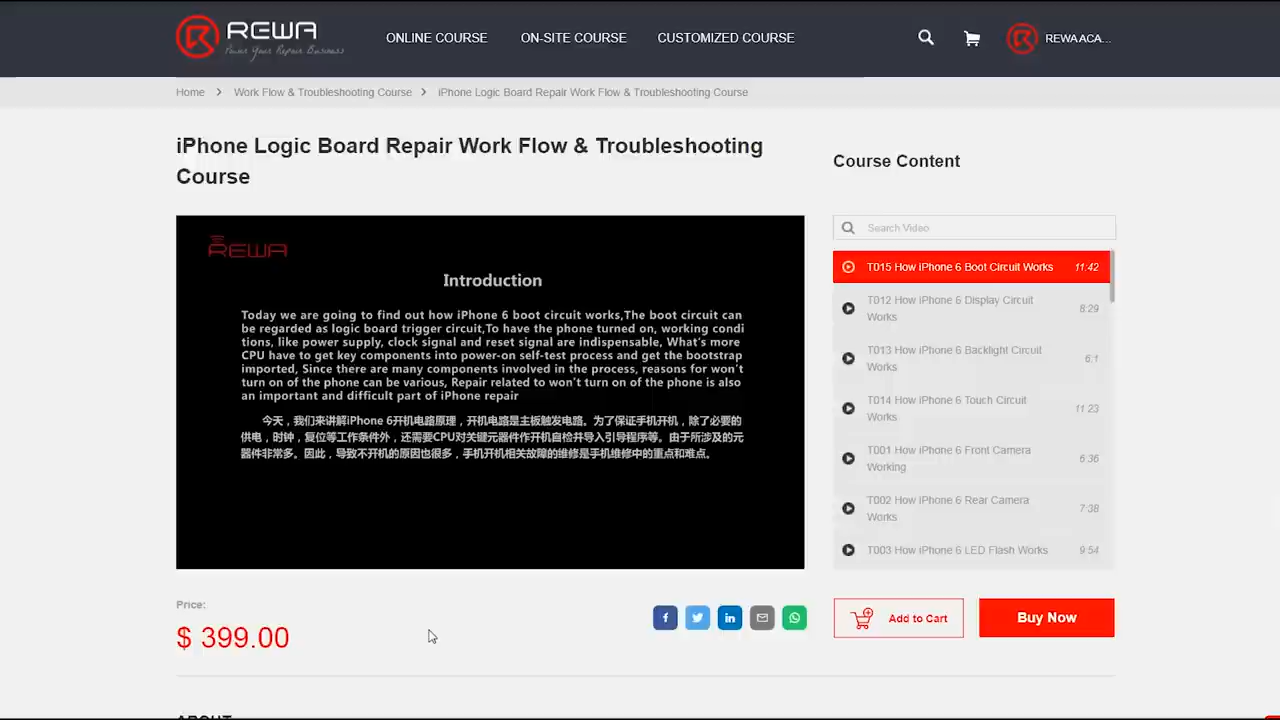 REWA
Power Your Repair Business
ONLINE COURSE
ON-SITE COURSE
CUSTOMIZED COURSE
REWA ACA...
Home > Work Flow & Troubleshooting Course > iPhone Logic Board Repair Work Flow & Troubleshooting Course
iPhone Logic Board Repair Work Flow & Troubleshooting
Course
REWA
Introduction
Today we are going to find out how iPhone 6 boot circuit works,The boot circuit can
be regarded as logic board trigger circuit,To have the phone turned on, working condi
tions, like power supply, clock signal and reset signal are indispensable, What's more
CPU have to get key components into power-on self-test process and get the bootstrap
imported, Since there are many components involved in the process, reasons for won't
turn on of the phone can be various, Repair related to won't turn on of the phone is also
an important and difficult part of iPhone repair
今天，我们来讲解iPhone 6开机电路原理，开机电路是主板触发电路。为了保证手机开机，除了必要的
供电，时钟，复位等工作条件外，还需要CPU对关键元器件作开机自检并导入引导程序等。由于所涉及的元
器件非常多。因此，导致不开机的原因也很多，手机开机相关故障的维修是手机维修中的重点和难点。
Course Content
Search Video
T015 How iPhone 6 Boot Circuit Works 11:42
T012 How iPhone 6 Display Circuit
Works
8:29
T013 How iPhone 6 Backlight Circuit
Works
6:1
T014 How iPhone 6 Touch Circuit
Works
11:23
T001 How iPhone 6 Front Camera
Working
6:36
T002 How iPhone 6 Rear Camera
Works
7:38
T003 How iPhone 6 LED Flash Works 9:54
Price:
$ 399.00
Add to Cart
Buy Now
ABOUT